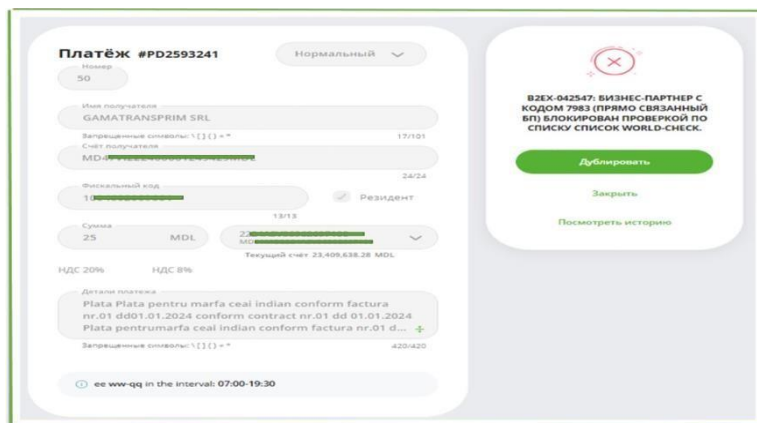 Платёж #PD2593241
Нормальный
Номер
50
Имя получателя
GAMATRANSPRIM SRL
Запрещенные символы: \ [ ] { } = *
17/101
Счёт получателя
24/24
Фискальный код
Резидент
13/13
Сумма
25 MDL
Текущий счёт 23,409,638.28 MDL
НДС 20% НДС 8%
Детали платежа
Plata Plata pentru marfa ceai indian conform factura
nr.01 dd01.01.2024 conform contract nr.01 dd 01.01.2024
Plata pentrumarfa ceai indian conform factura nr.01 d...
Запрещенные символы: \ [ ] { } = *
420/420
ee ww-qq in the interval: 07:00-19:30
B2EX-042547: БИЗНЕС-ПАРТНЕР С
КОДОМ 7983 (ПРЯМО СВЯЗАННЫЙ
БП) БЛОКИРОВАН ПРОВЕРКОЙ ПО
СПИСКУ СПИСОК WORLD-CHECK.
Дублировать
Закрыть
Посмотреть историю